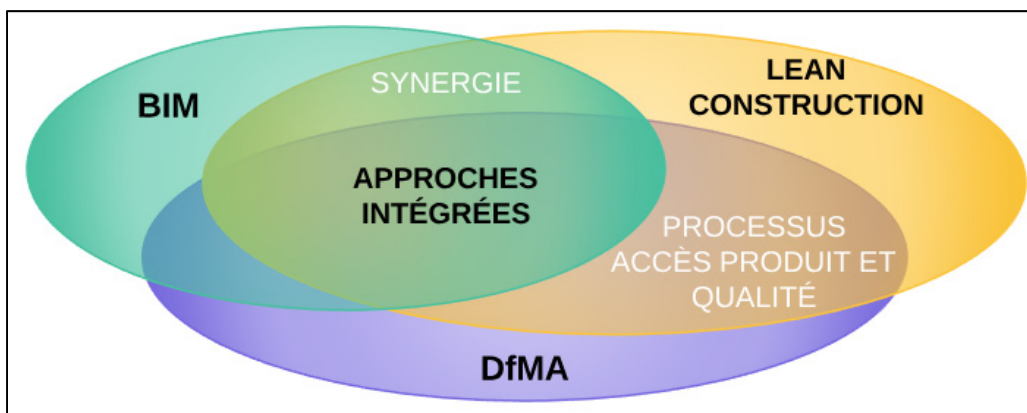 SYNERGIE
LEAN
CONSTRUCTION
BIM
APPROCHES
INTÉGRÉES
PROCESSUS
ACCÈS PRODUIT ET
QUALITÉ
DfMA